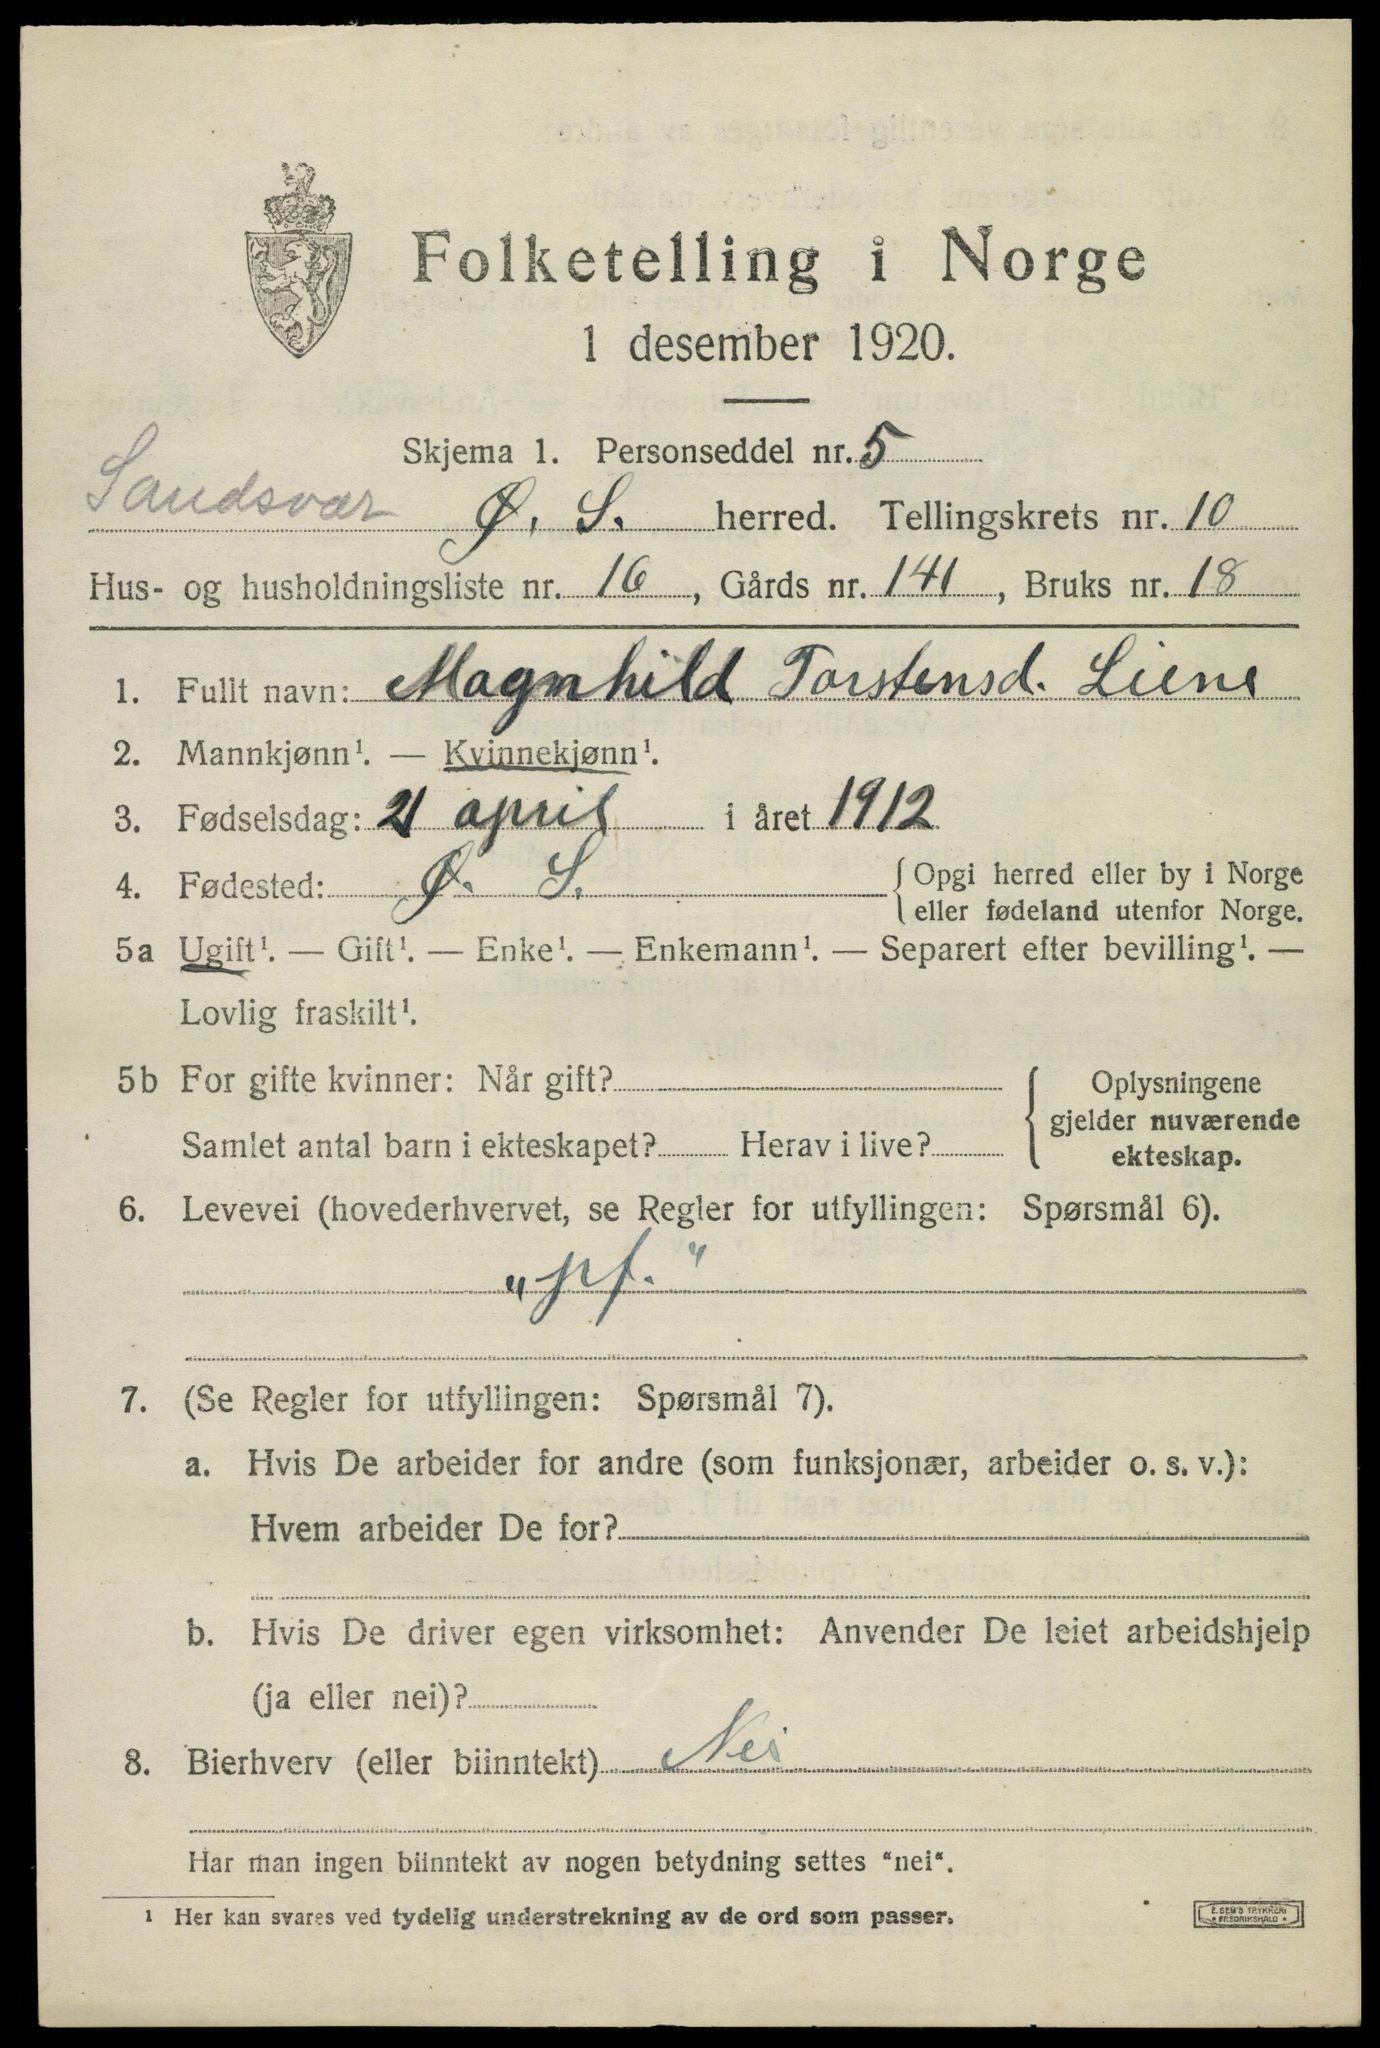 Folketelling i Norge
1 desember 1920.
Skjema 1. Personseddel nr. 5
Sandsvær Ø. S. herred. Tellingskrets nr. 10
Hus- og husholdningsliste nr. 16, Gårds nr. 141, Bruks nr. 18
1. Fullt navn: Magnhild Torstensd. Liene
2. Mannkjønn¹. — Kvinnekjønn¹.
3. Fødselsdag: 21 april i året 1912
4. Fødested: Ø. S. { Opgi herred eller by i Norge
eller fødeland utenfor Norge.
5a Ugift¹. — Gift¹. — Enke¹. — Enkemann¹. — Separert efter bevilling¹. —
Lovlig fraskilt¹.
5b For gifte kvinner: Når gift?
Samlet antal barn i ekteskapet? Herav i live?
{ Oplysningene
gjelder nuværende
ekteskap.
6. Levevei (hovederhvervet, se Regler for utfyllingen: Spørsmål 6).
„pf.“
7. (Se Regler for utfyllingen: Spørsmål 7).
a. Hvis De arbeider for andre (som funksjonær, arbeider o. s. v.):
Hvem arbeider De for?
b. Hvis De driver egen virksomhet: Anvender De leiet arbeidshjelp
(ja eller nei)?
8. Bierhverv (eller biinntekt) Nei
Har man ingen biinntekt av nogen betydning settes “nei“.
¹ Her kan svares ved tydelig understrekning av de ord som passer.
E. SEM'S TRYKKERI
* FREDRIKSHALD *